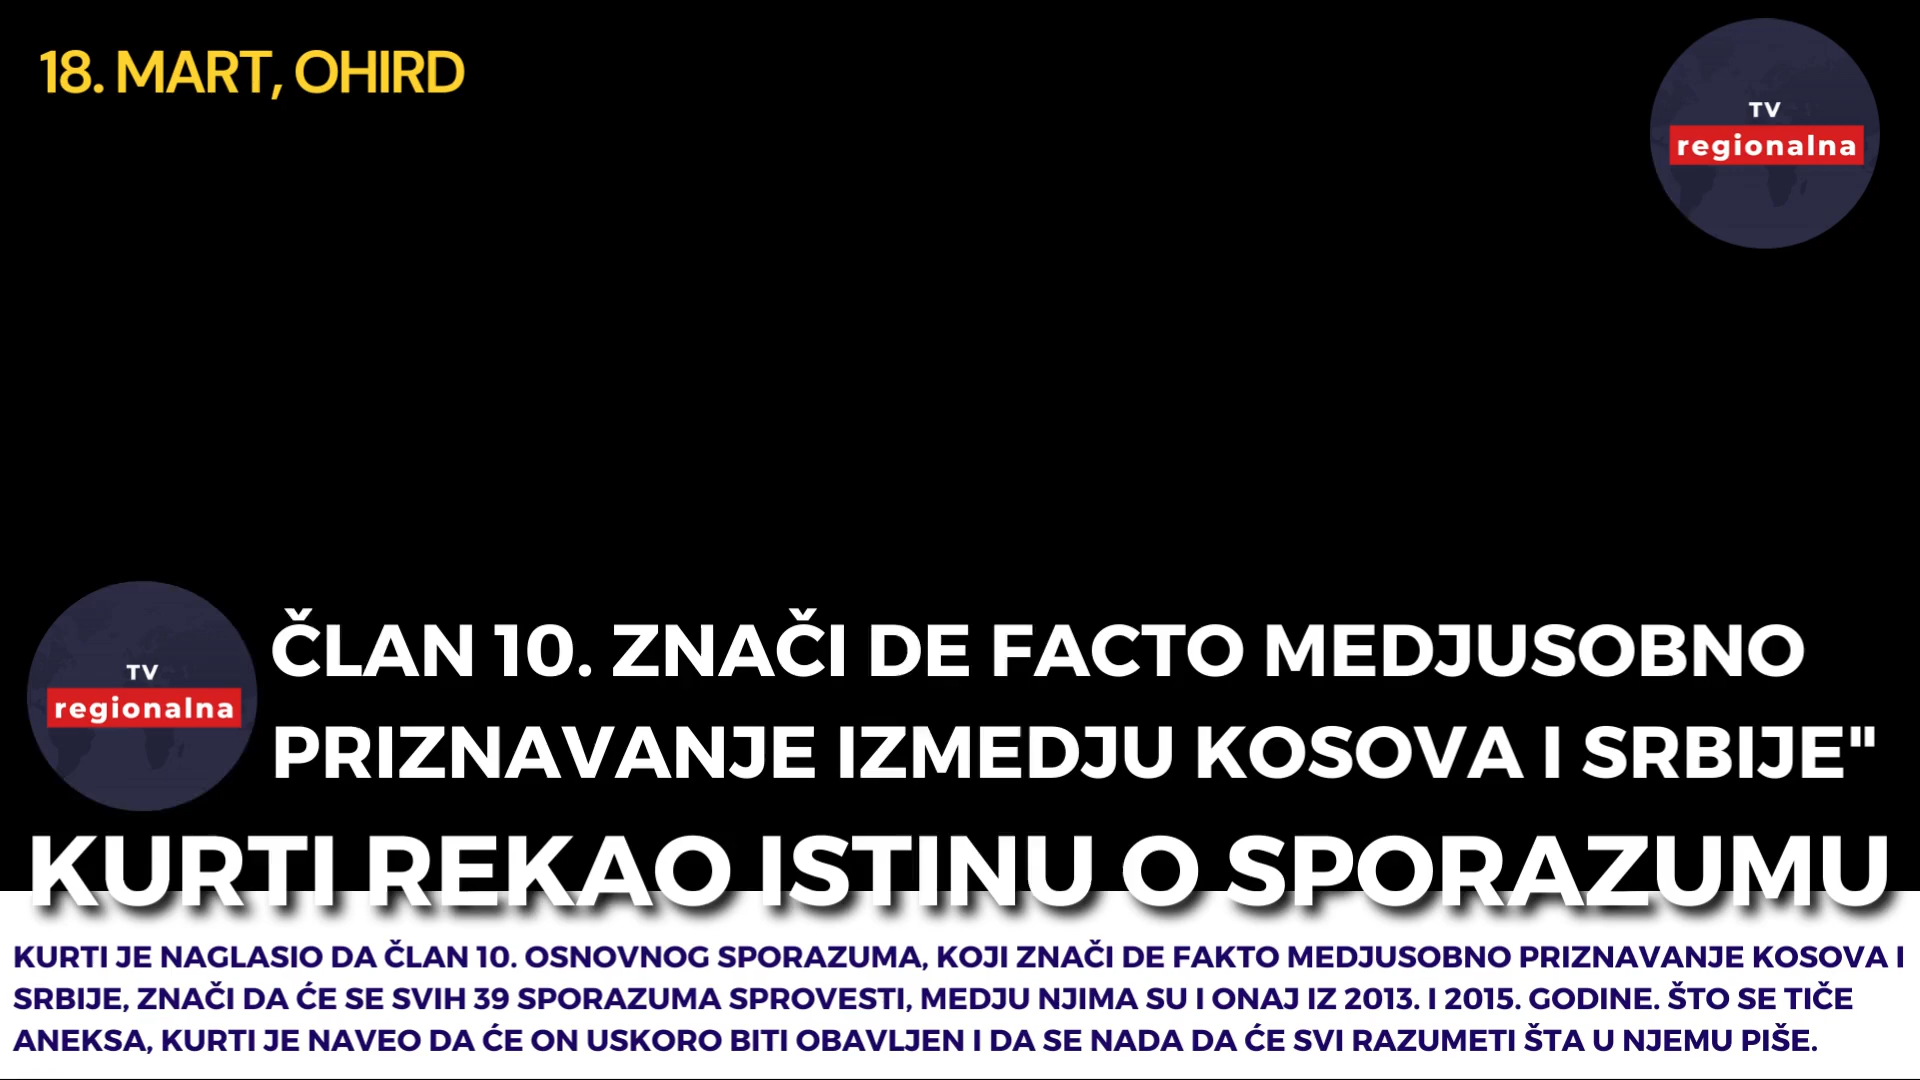 18. MART, OHIRD
TV
regionalna
TV
regionalna
ČLAN 10. ZNAČI DE FACTO MEDJUSOBNO
PRIZNAVANJE IZMEDJU KOSOVA I SRBIJE"
KURTI REKAO ISTINU O SPORAZUMU
KURTI JE NAGLASIO DA ČLAN 10. OSNOVNOG SPORAZUMA, KOJI ZNAČI DE FAKTO MEDJUSOBNO PRIZNAVANJE KOSOVA I
SRBIJE, ZNAČI DA ĆE SE SVIH 39 SPORAZUMA SPROVESTI, MEDJU NJIMA SU I ONAJ IZ 2013. I 2015. GODINE. ŠTO SE TIČE
ANEKSA, KURTI JE NAVEO DA ĆE ON USKORO BITI OBAVLJEN I DA SE NADA DA ĆE SVI RAZUMETI ŠTA U NJEMU PIŠE.